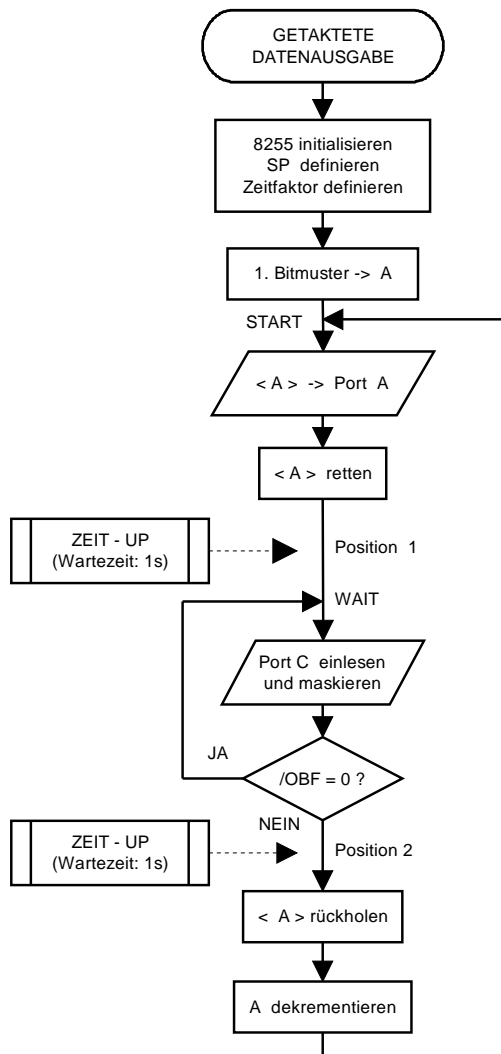 GETAKTETE
DATENAUSGABE
8255 initialisieren
SP definieren
Zeitfaktor definieren
1. Bitmuster -> A
START
< A > -> Port A
< A > retten
ZEIT - UP
(Wartezeit: 1s)
Position 1
WAIT
Port C einlesen
und maskieren
JA
/OBF = 0 ?
NEIN
ZEIT - UP
(Wartezeit: 1s)
Position 2
< A > rückholen
A dekrementieren